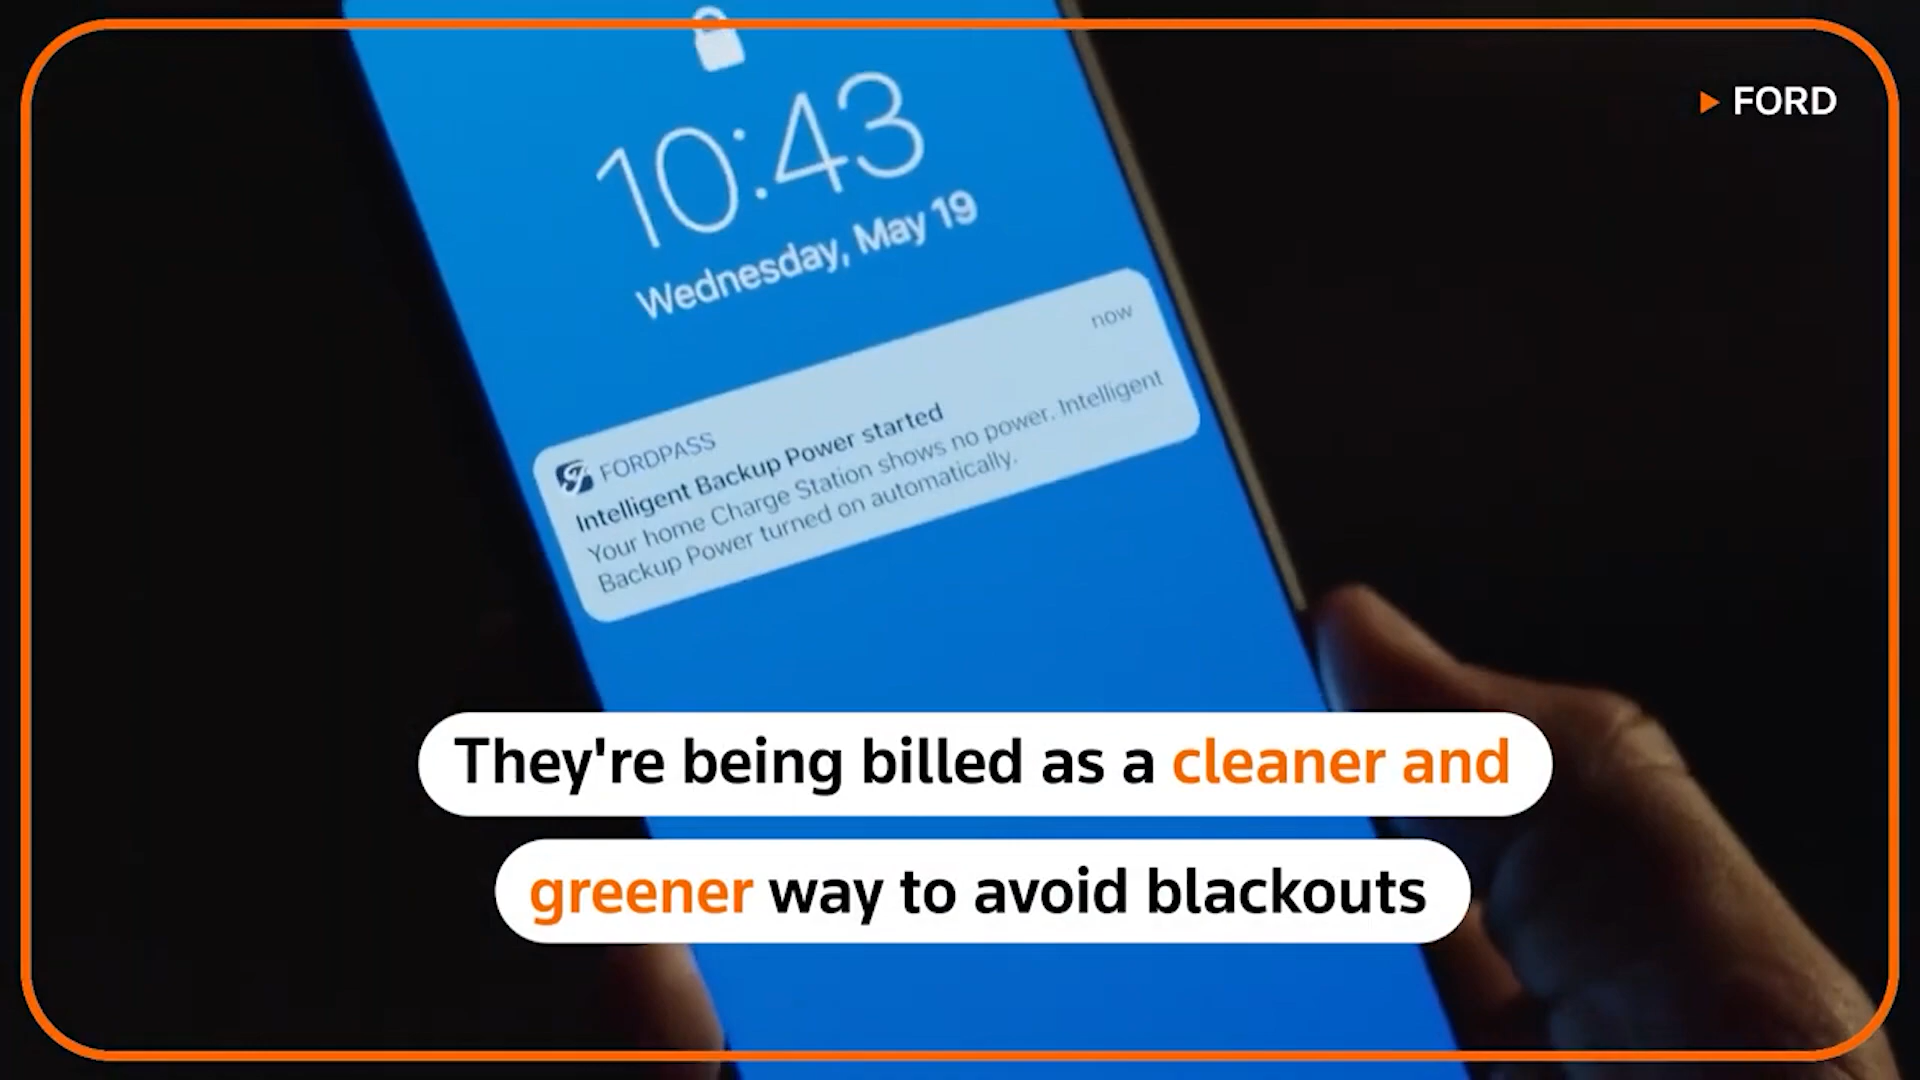 FORD
10:43
Wednesday, May 19
now
FORDPASS
Intelligent Backup Power started
Your home Charge Station shows no power. Intelligent
Backup Power turned on automatically.
They're being billed as a cleaner and
greener way to avoid blackouts